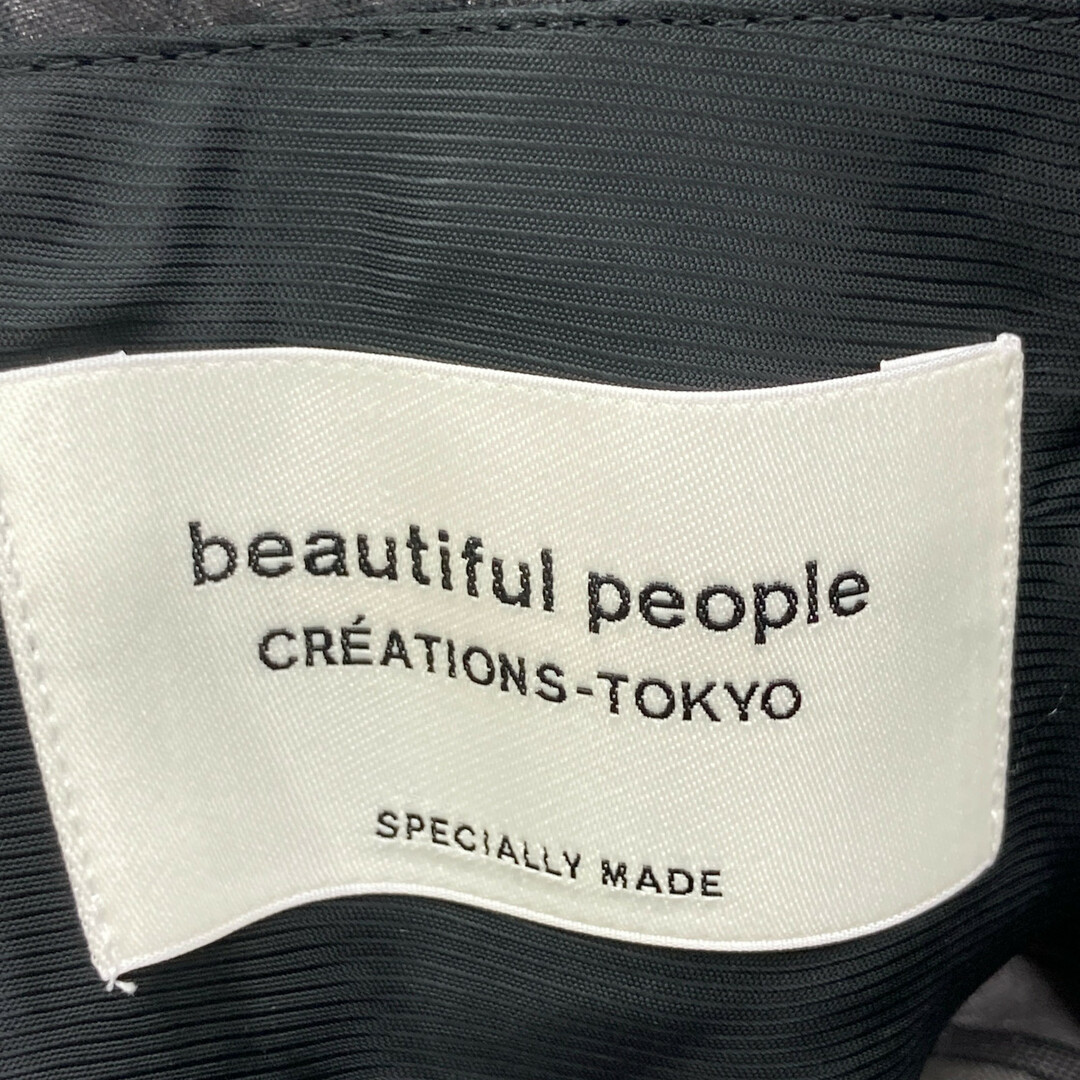 beautiful people
CRÉATIONS-TOKYO
SPECIALLY MADE